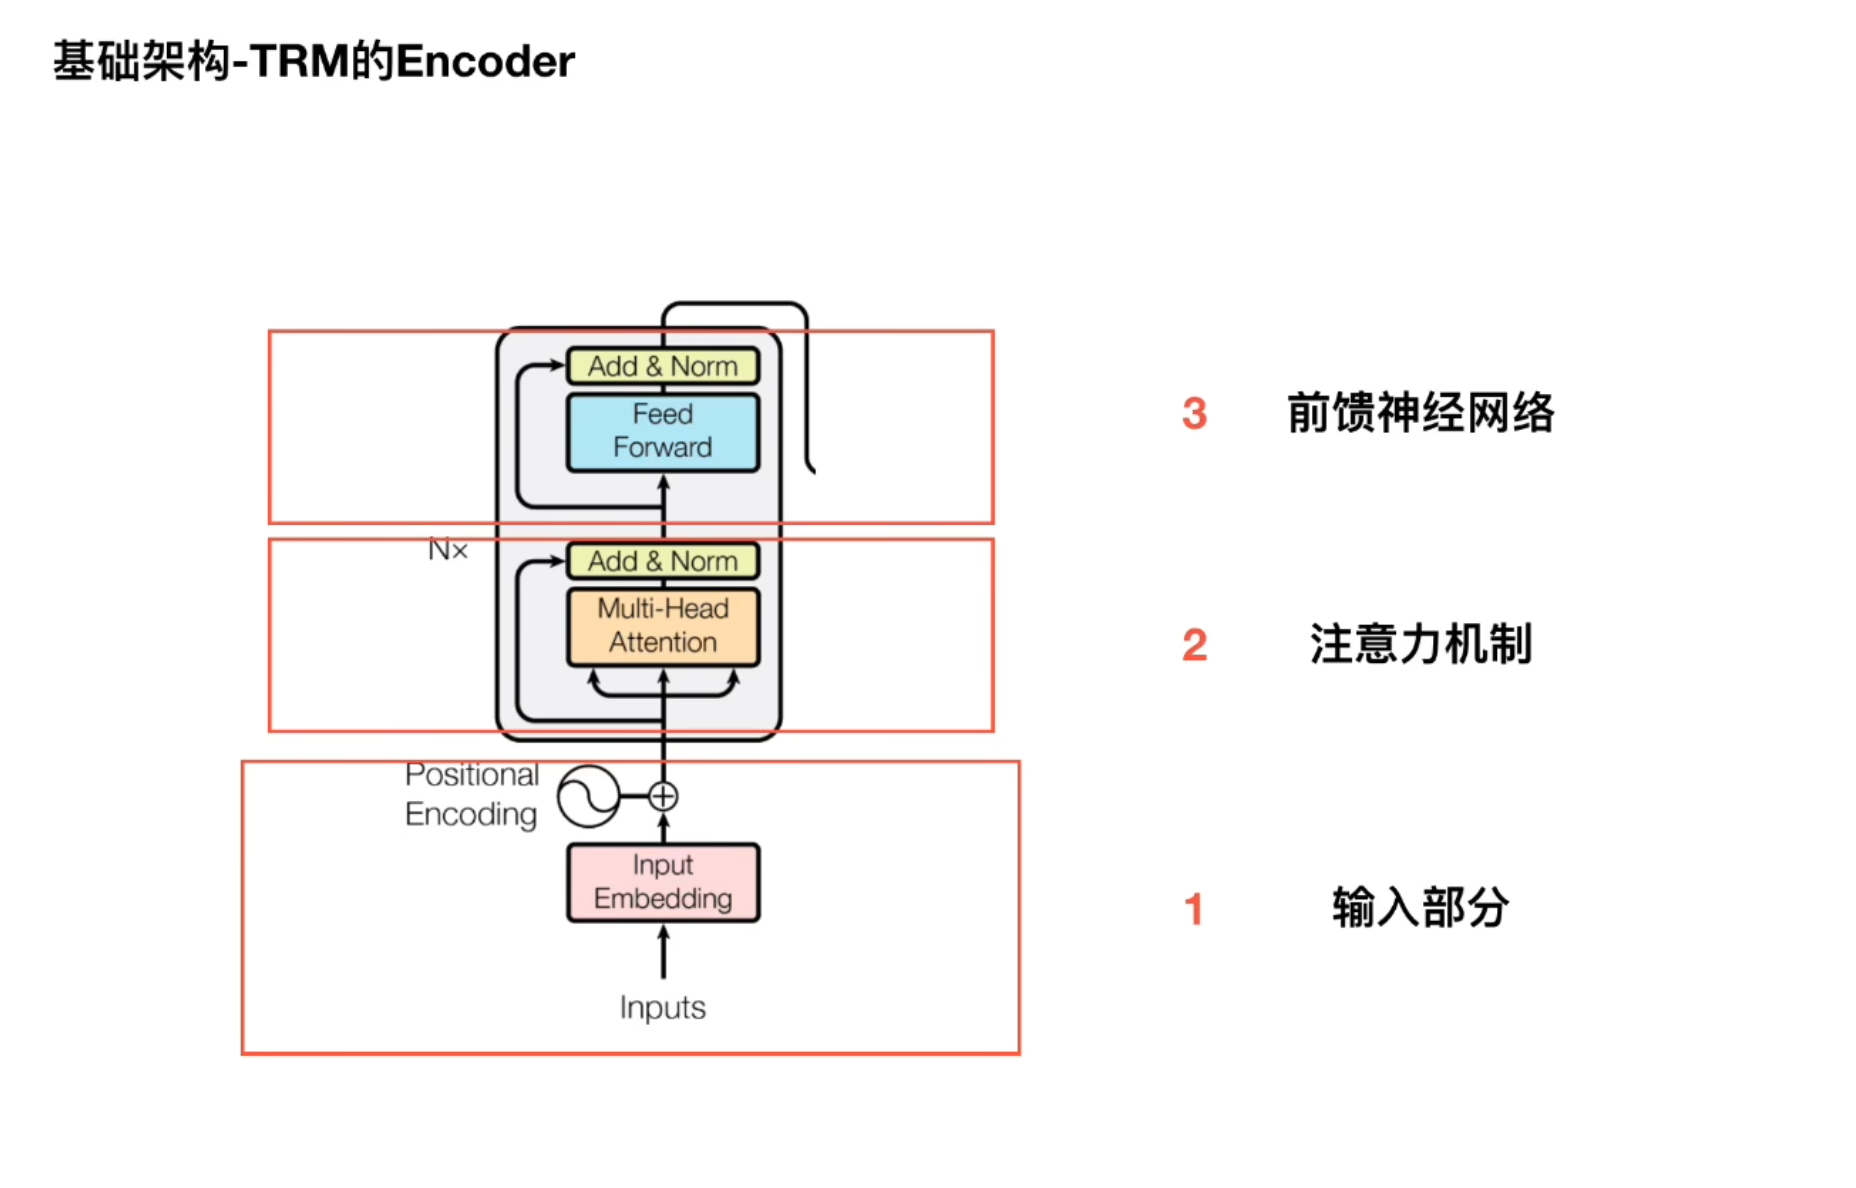 基础架构-TRM的Encoder
Add & Norm
Feed
Forward
3 前馈神经网络
N×
Add & Norm
Multi-Head
Attention
2 注意力机制
Positional
Encoding
Input
Embedding
1 输入部分
Inputs